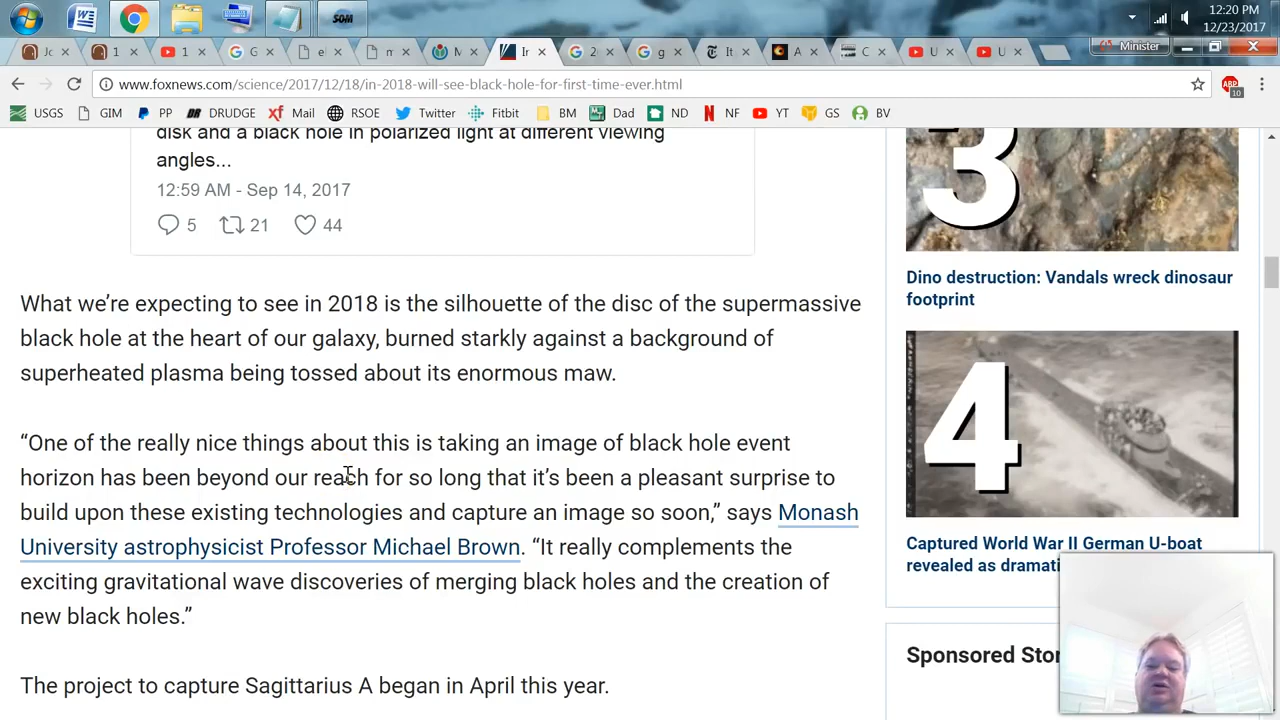 SOM
12:20 PM
12/23/2017
Minister
www.foxnews.com/science/2017/12/18/in-2018-will-see-black-hole-for-first-time-ever.html
10
USGS GIM PP DRUDGE Mail RSOE Twitter Fitbit BM Dad ND NF YT GS BV
disk and a black hole in polarized light at different viewing
angles...
12:59 AM - Sep 14, 2017
5 21 44
What we’re expecting to see in 2018 is the silhouette of the disc of the supermassive
black hole at the heart of our galaxy, burned starkly against a background of
superheated plasma being tossed about its enormous maw.
“One of the really nice things about this is taking an image of black hole event
horizon has been beyond our reach for so long that it’s been a pleasant surprise to
build upon these existing technologies and capture an image so soon,” says Monash
University astrophysicist Professor Michael Brown. “It really complements the
exciting gravitational wave discoveries of merging black holes and the creation of
new black holes.”
The project to capture Sagittarius A began in April this year.
3
Dino destruction: Vandals wreck dinosaur
footprint
4
Captured World War II German U-boat
revealed as dramati
Sponsored Stor